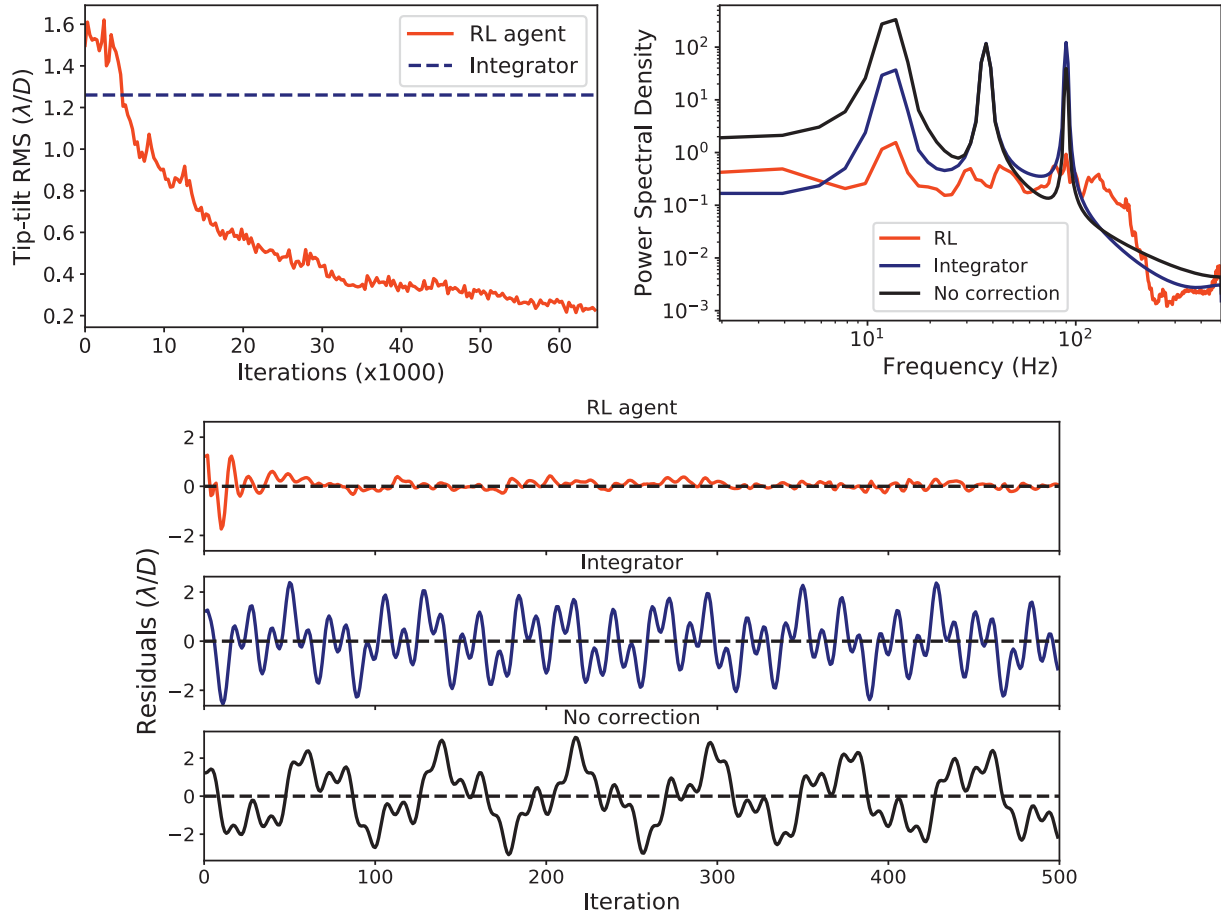 1.6
1.4
1.2
1.0
0.8
0.6
0.4
0.2
Tip-tilt RMS (λ/D)
RL agent
Integrator
0 10 20 30 40 50 60
Iterations (x1000)
10²
10¹
10⁰
10⁻¹
10⁻²
10⁻³
Power Spectral Density
RL
Integrator
No correction
10¹ 10²
Frequency (Hz)
RL agent
2
0
−2
Integrator
2
0
−2
Residuals (λ/D)
No correction
2
0
−2
0 100 200 300 400 500
Iteration